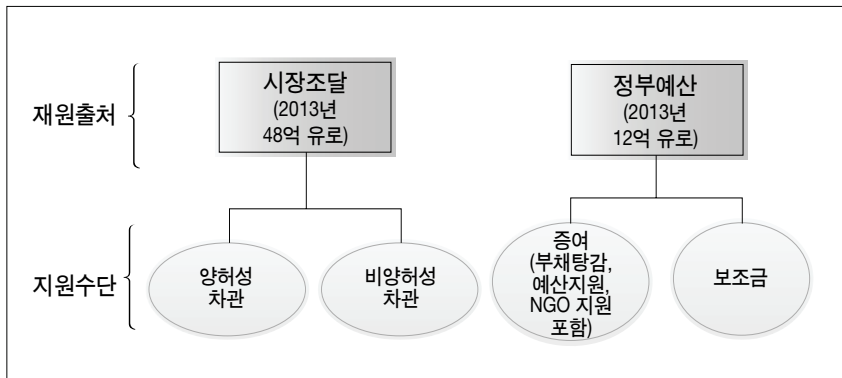 재원출처
시장조달
(2013년
48억 유로)
정부예산
(2013년
12억 유로)
지원수단
양허성
차관
비양허성
차관
증여
(부채탕감,
예산지원,
NGO 지원
포함)
보조금